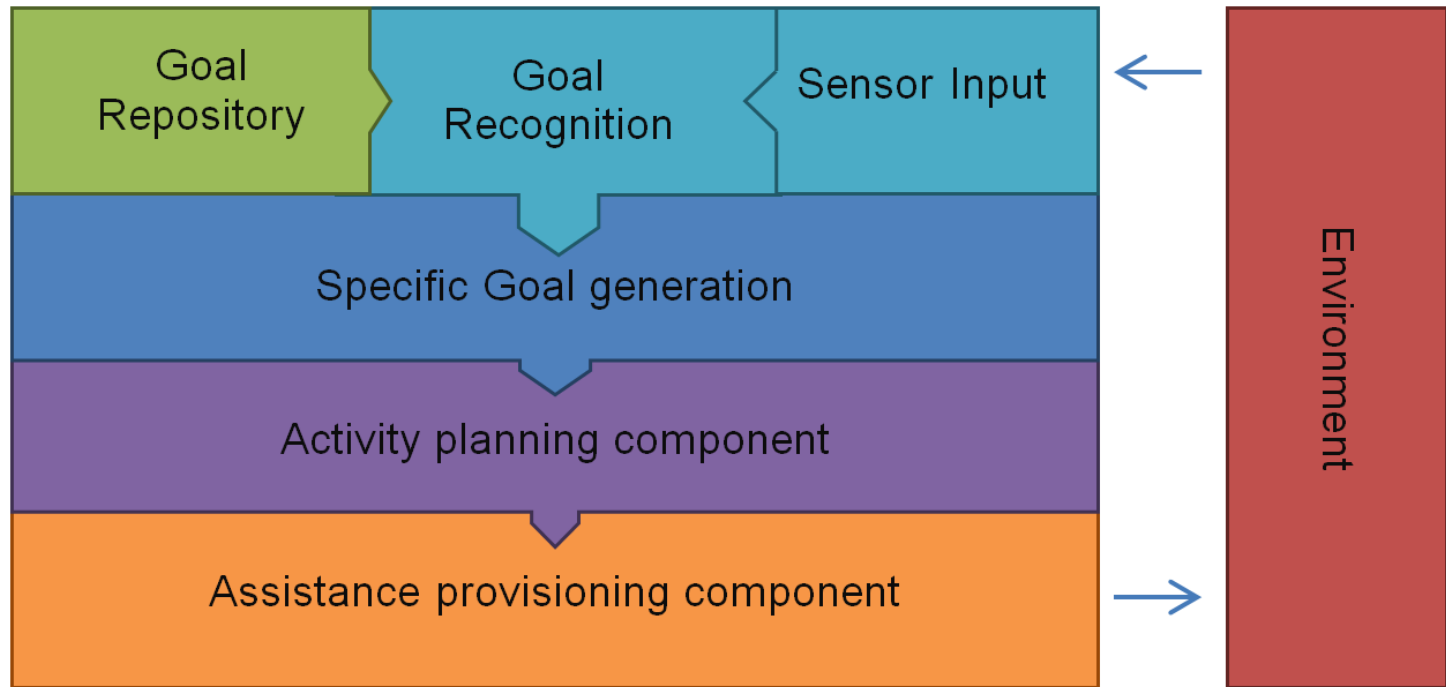 Goal
Repository
Goal
Recognition
Sensor Input
Specific Goal generation
Activity planning component
Assistance provisioning component
Environment